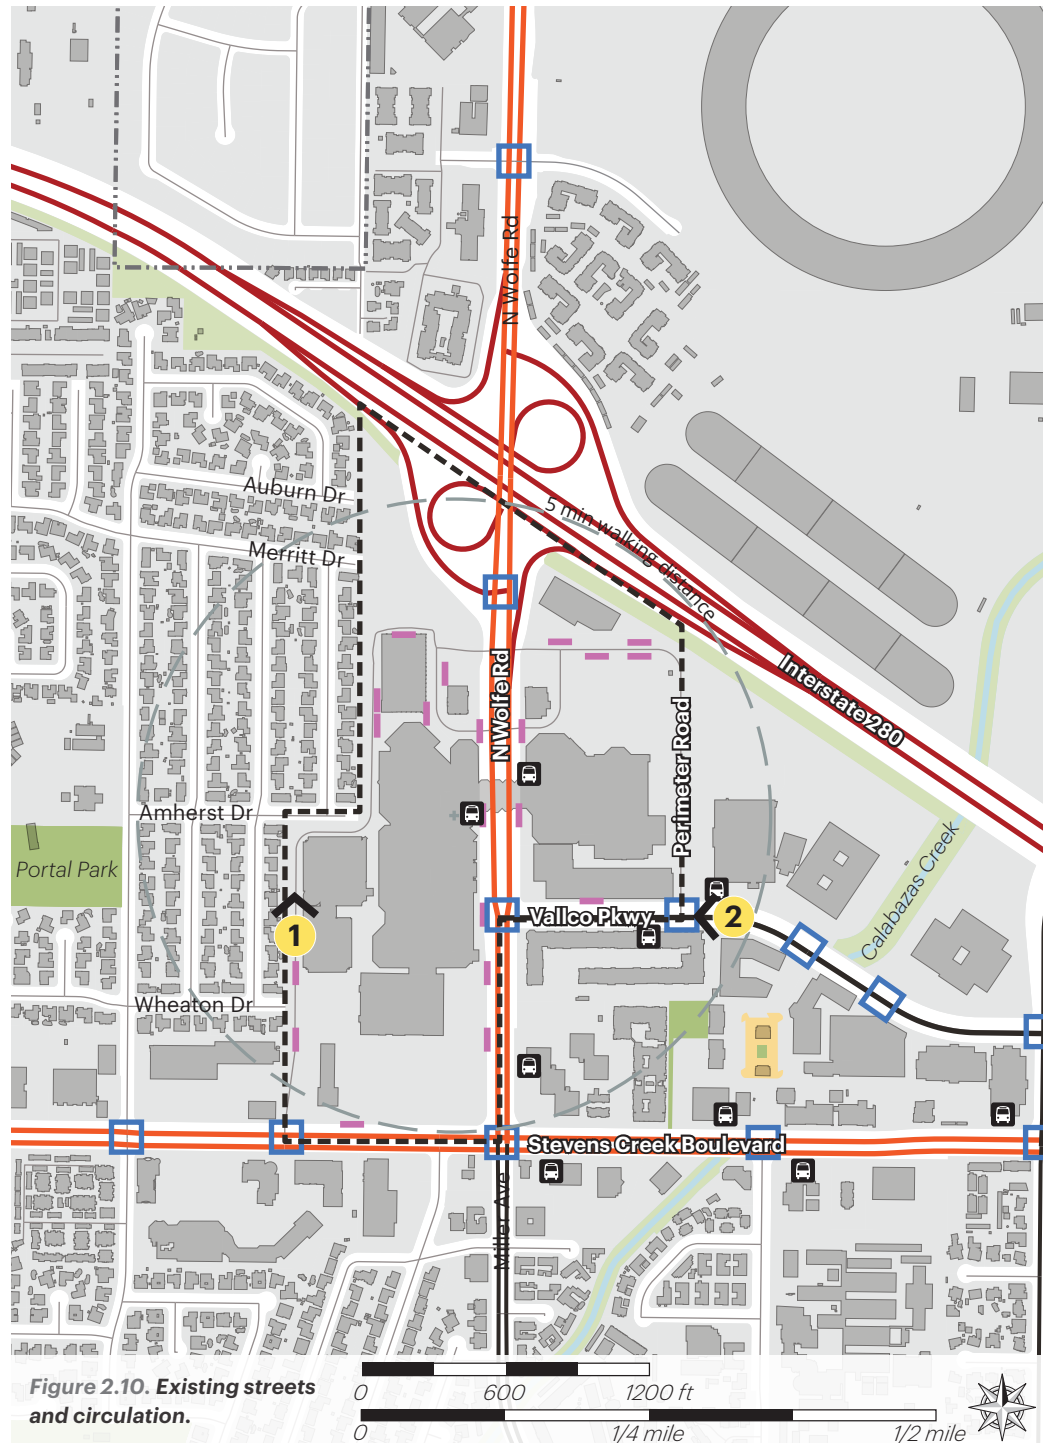 N Wolfe Rd
Auburn Dr
5 min walking distance
Merritt Dr
Interstate 280
N Wolfe Rd
Perimeter Road
Amherst Dr
Portal Park
Calabazas Creek
Vallco Pkwy
1
2
Wheaton Dr
Stevens Creek Boulevard
Miller Ave
Figure 2.10. Existing streets
and circulation.
0 600 1200 ft
0 1/4 mile 1/2 mile